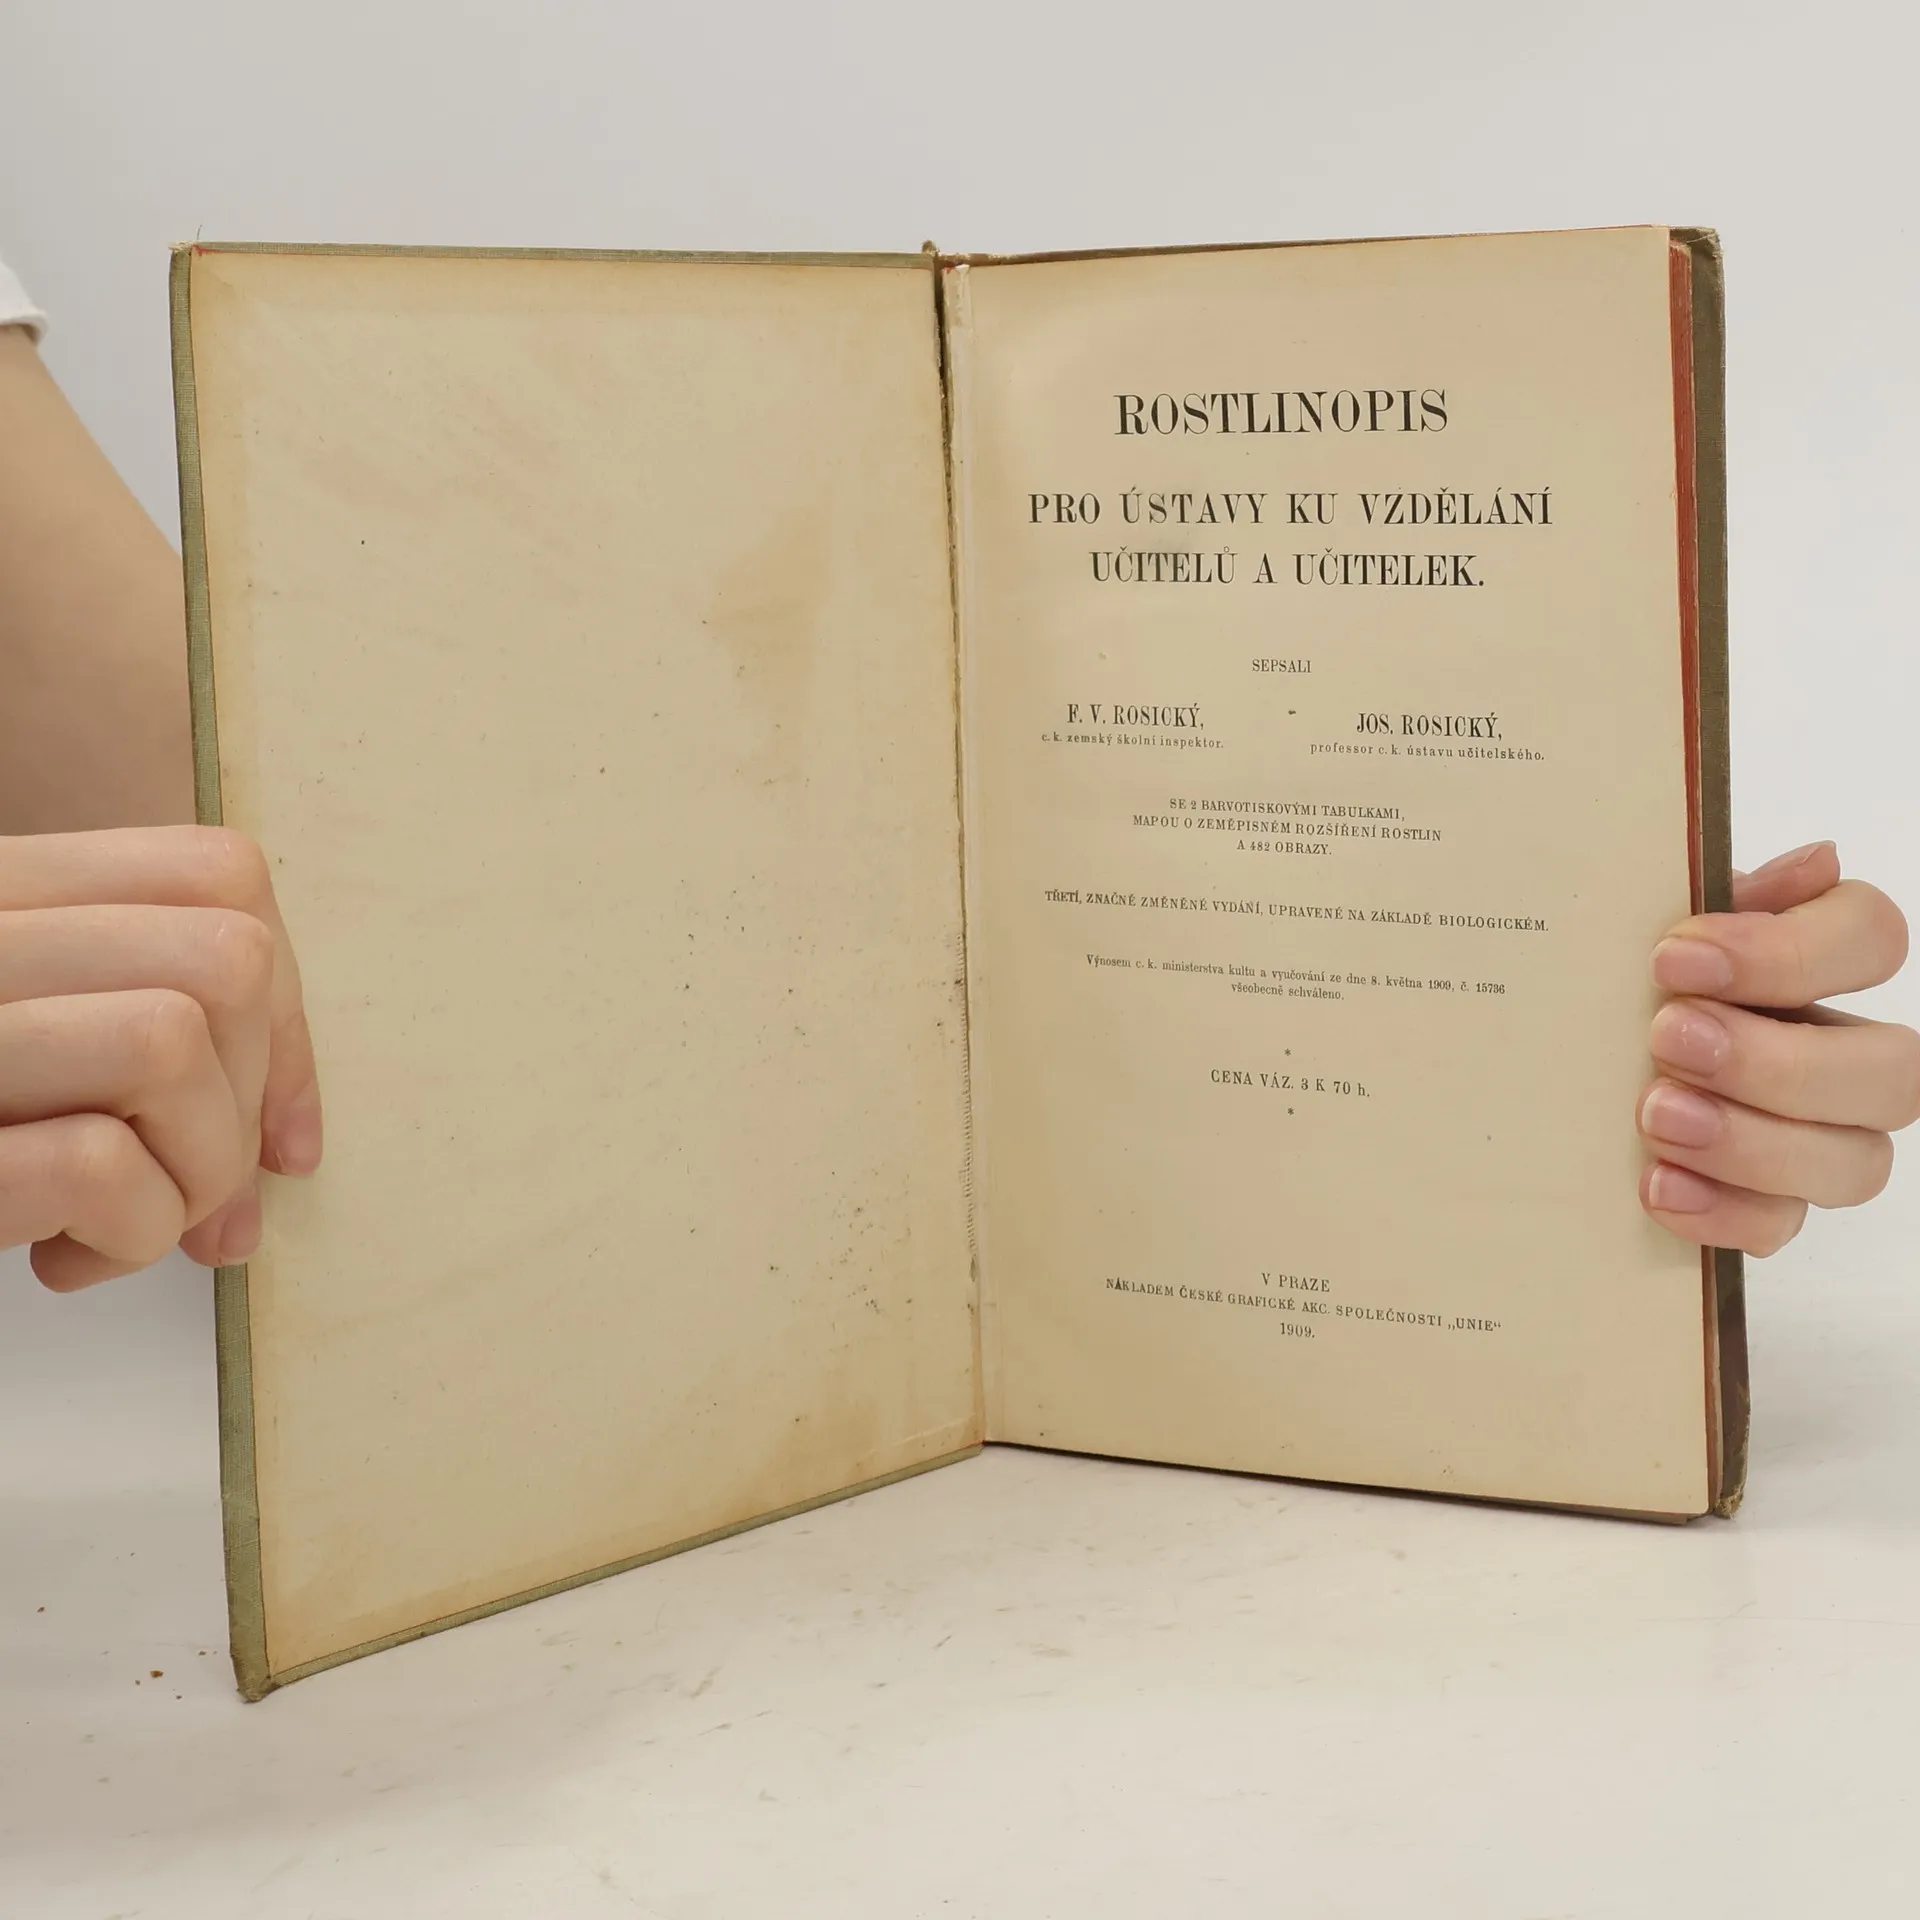 ROSTLINOPIS
PRO ÚSTAVY KU VZDĚLÁNÍ
UČITELŮ A UČITELEK.
SEPSALI
F. V. ROSICKÝ,
c. k. zemský školní inspektor.
JOS. ROSICKÝ,
professor c. k. ústavu učitelského.
SE 2 BARVOTISKOVÝMI TABULKAMI,
MAPOU O ZEMĚPISNÉM ROZŠÍŘENÍ ROSTLIN
A 482 OBRAZY.
TŘETÍ, ZNAČNĚ ZMĚNĚNÉ VYDÁNÍ, UPRAVENÉ NA ZÁKLADĚ BIOLOGICKÉM.
Výnosem c. k. ministerstva kultu a vyučování ze dne 8. května 1909, č. 15736
všeobecně schváleno.
*
CENA VÁZ. 3 K 70 h.
*
V PRAZE
NÁKLADEM ČESKÉ GRAFICKÉ AKC. SPOLEČNOSTI „UNIE“
1909.